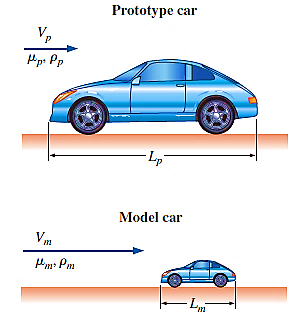 Prototype car
Vp
μp, ρp
Lp
Model car
Vm
μm, ρm
Lm